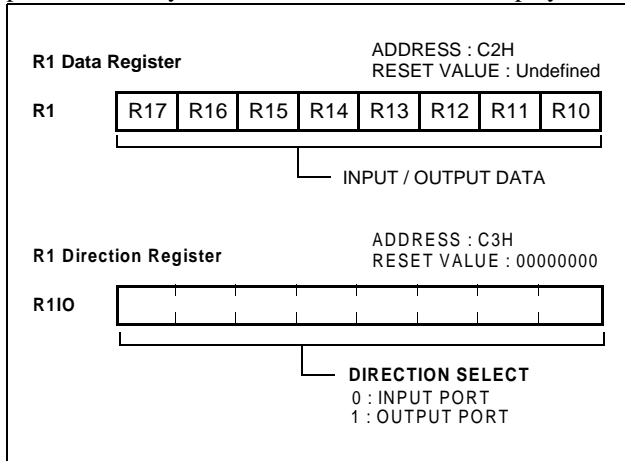 R1 Data Register
ADDRESS : C2H
RESET VALUE : Undefined
R1
R17 R16 R15 R14 R13 R12 R11 R10
INPUT / OUTPUT DATA
R1 Direction Register
ADDRESS : C3H
RESET VALUE : 00000000
R1IO
DIRECTION SELECT
0 : INPUT PORT
1 : OUTPUT PORT